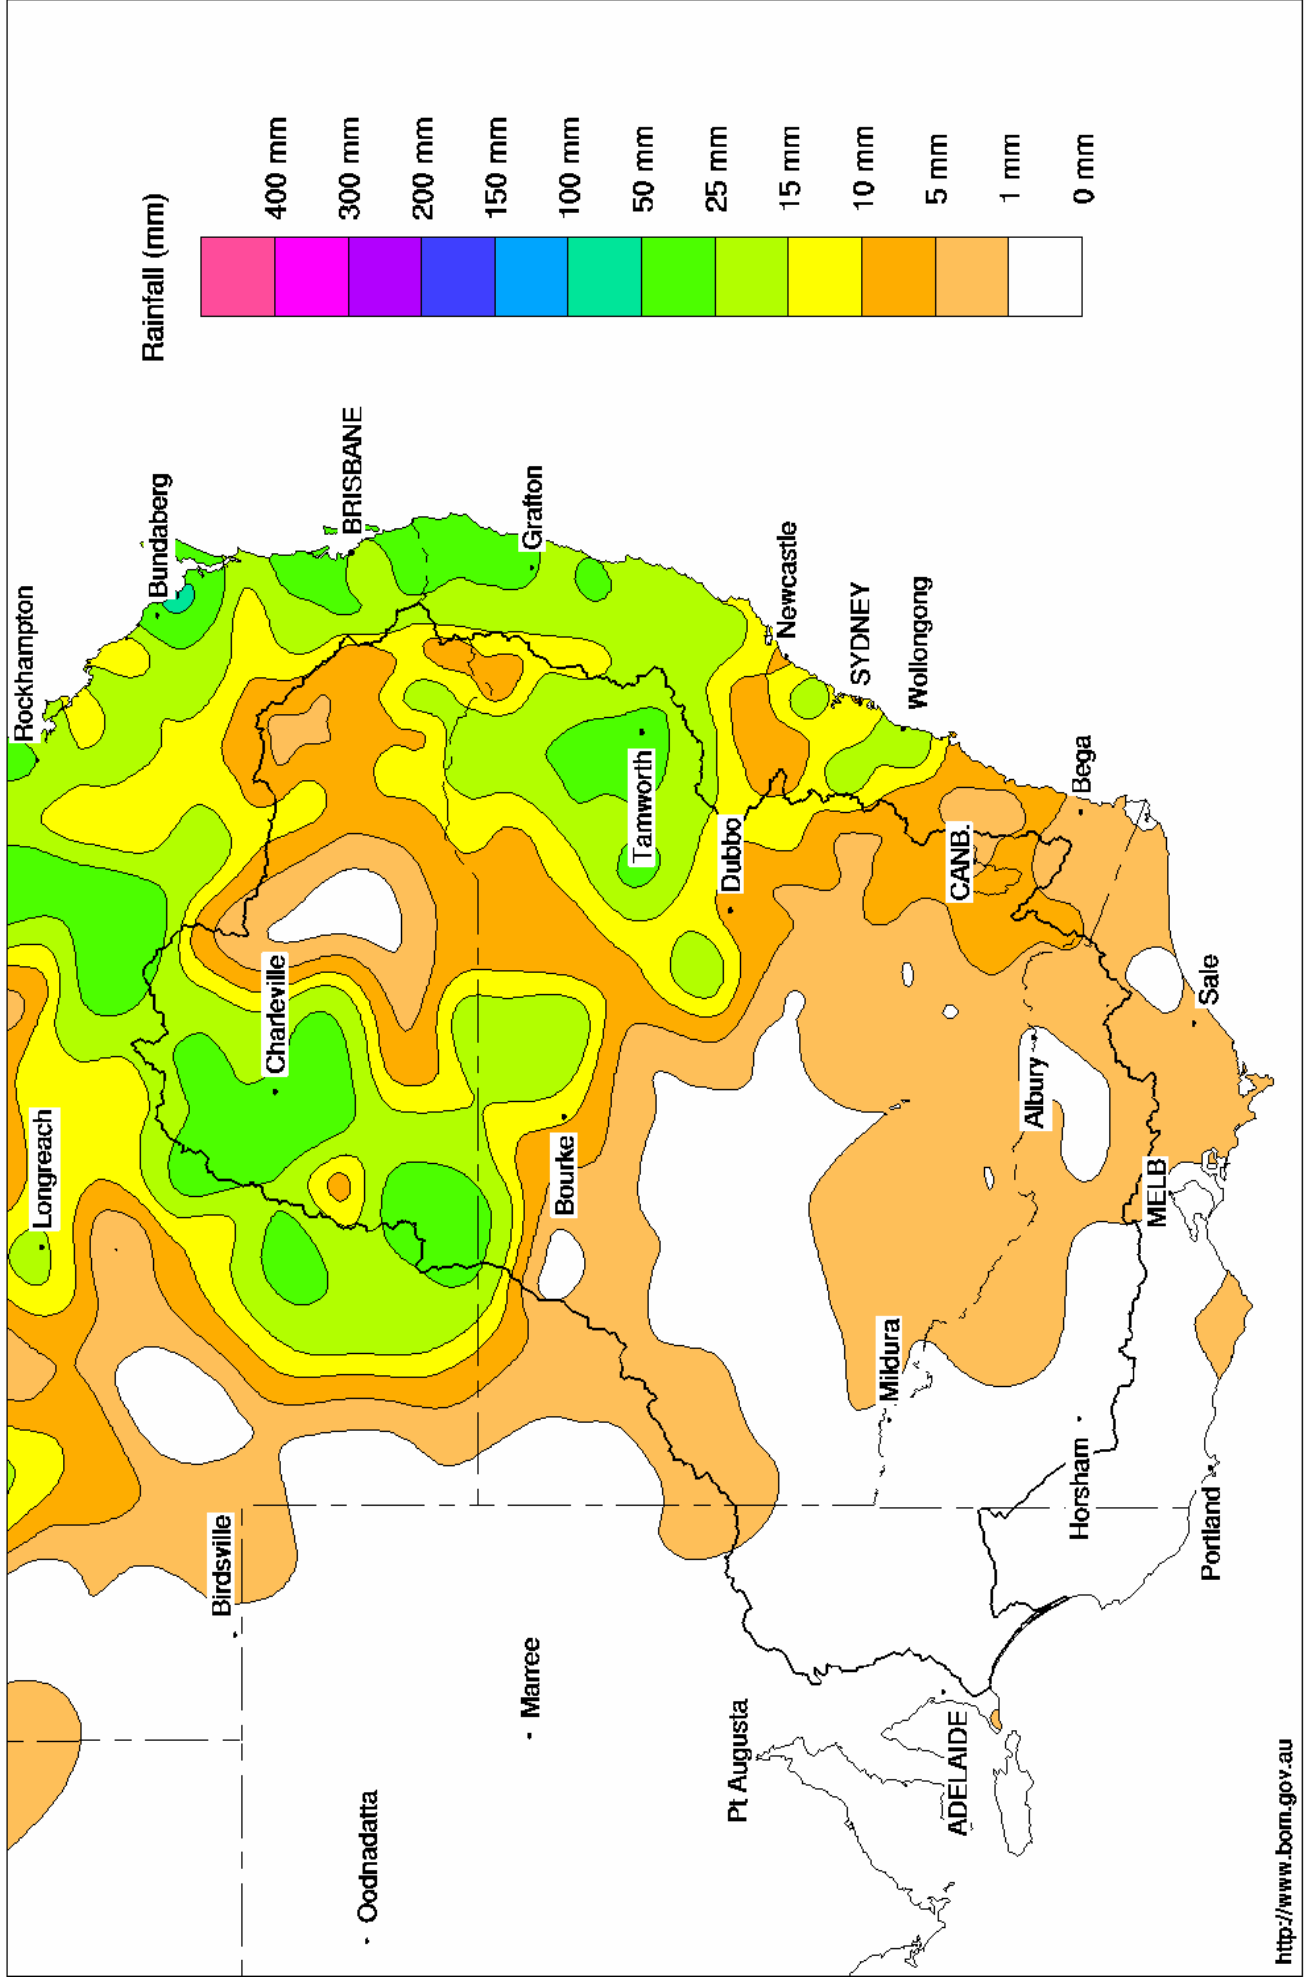 Rainfall (mm)
400 mm
300 mm
200 mm
150 mm
100 mm
50 mm
25 mm
15 mm
10 mm
5 mm
1 mm
0 mm
Rockhampton
Bundaberg
BRISBANE
Grafton
Newcastle
SYDNEY
Wollongong
Bega
Tamworth
Dubbo
CANB.
Charleville
Sale
Longreach
Bourke
Albury
MELB
Mildura
Birdsville
Horsham
Portland
Marree
Pt Augusta
ADELAIDE
Oodnadatta
http://www.bom.gov.au